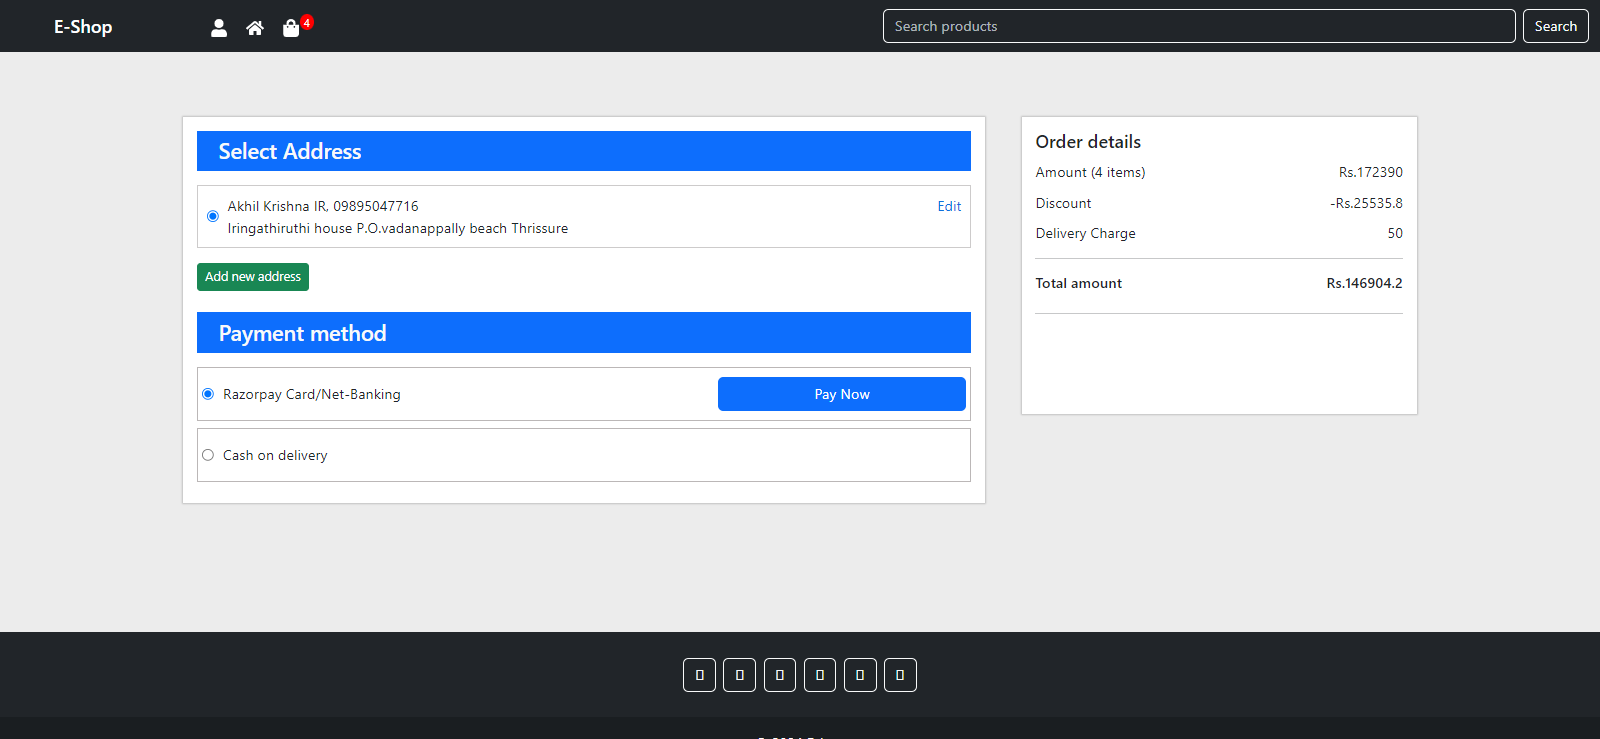 E-Shop
4
Search products
Search
Select Address
Akhil Krishna IR, 09895047716
Edit
Iringathiruthi house P.O.vadanappally beach Thrissure
Add new address
Payment method
Razorpay Card/Net-Banking
Pay Now
Cash on delivery
Order details
Amount (4 items) Rs.172390
Discount -Rs.25535.8
Delivery Charge 50
Total amount Rs.146904.2